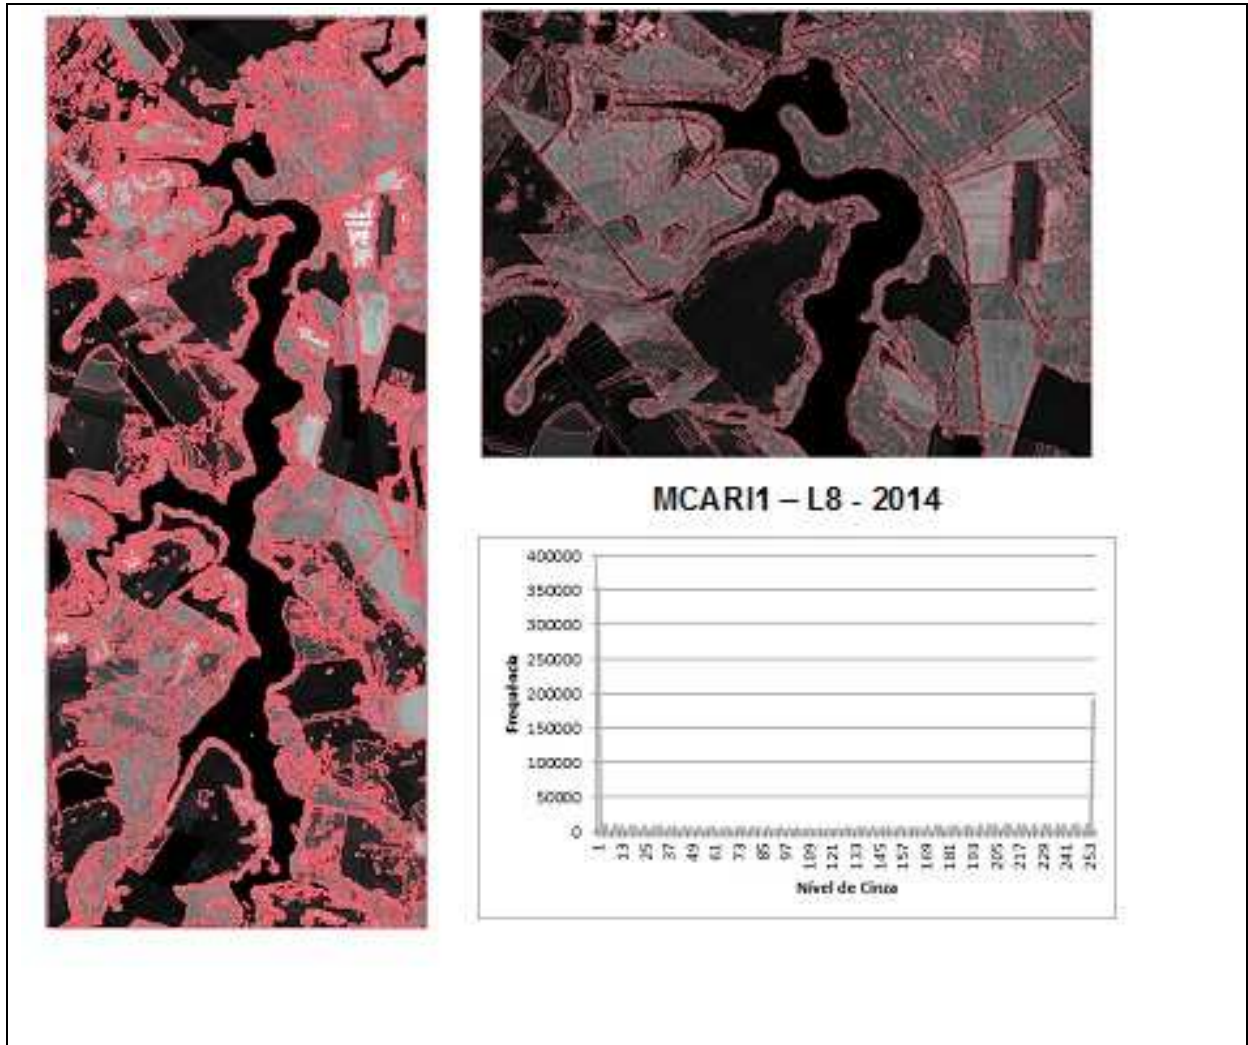 MCARI1 – L8 - 2014
400000
350000
300000
250000
200000
150000
100000
50000
0
Frequência
1 13 25 37 49 61 73 85 97 109 121 133 145 157 169 181 193 205 217 229 241 253
Nível de Cinza